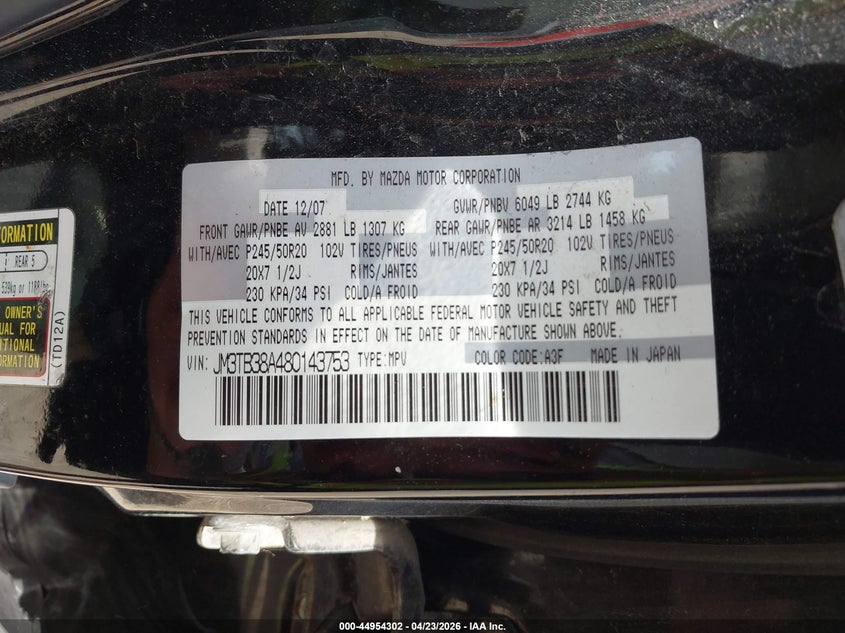 MFD. BY MAZDA MOTOR CORPORATION
DATE 12/07 GVWR/PNBV 6049 LB 2744 KG
FRONT GAWR/PNBE AV 2881 LB 1307 KG REAR GAWR/PNBE AR 3214 LB 1458 KG
WITH/AVEC P245/50R20 102V TIRES/PNEUS WITH/AVEC P245/50R20 102V TIRES/PNEUS
20X7 1/2J RIMS/JANTES 20X7 1/2J RIMS/JANTES
230 KPA/34 PSI COLD/A FROID 230 KPA/34 PSI COLD/A FROID
THIS VEHICLE CONFORMS TO ALL APPLICABLE FEDERAL MOTOR VEHICLE SAFETY AND THEFT
PREVENTION STANDARDS IN EFFECT ON THE DATE OF MANUFACTURE SHOWN ABOVE.
VIN: JM3TB38A480143753 TYPE:MPV COLOR CODE:A3F MADE IN JAPAN
REAR 5
539kg or
OWNER'S
FOR
(TD12A)
000-44954302 - 04/23/2026 - IAA Inc.